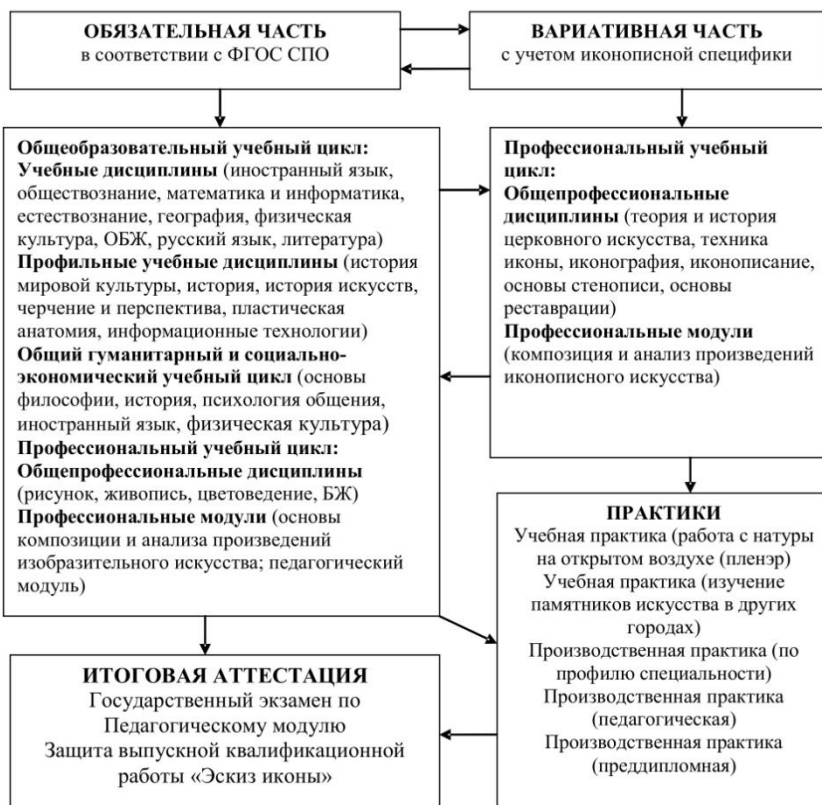 ОБЯЗАТЕЛЬНАЯ ЧАСТЬ
в соответствии с ФГОС СПО
ВАРИАТИВНАЯ ЧАСТЬ
с учетом иконописной специфики
Общеобразовательный учебный цикл:
Учебные дисциплины (иностранный язык,
обществознание, математика и информатика,
естествознание, география, физическая
культура, ОБЖ, русский язык, литература)
Профильные учебные дисциплины (история
мировой культуры, история, история искусств,
черчение и перспектива, пластическая
анатомия, информационные технологии)
Общий гуманитарный и социально-
экономический учебный цикл (основы
философии, история, психология общения,
иностранный язык, физическая культура)
Профессиональный учебный цикл:
Общепрофессиональные дисциплины
(рисунок, живопись, цветоведение, БЖ)
Профессиональные модули (основы
композиции и анализа произведений
изобразительного искусства; педагогический
модуль)
Профессиональный учебный
цикл:
Общепрофессиональные
дисциплины (теория и история
церковного искусства, техника
иконы, иконография, иконописание,
основы стенописи, основы
реставрации)
Профессиональные модули
(композиция и анализ произведений
иконописного искусства)
ПРАКТИКИ
Учебная практика (работа с натуры
на открытом воздухе (пленэр)
Учебная практика (изучение
памятников искусства в других
городах)
Производственная практика (по
профилю специальности)
Производственная практика
(педагогическая)
Производственная практика
(преддипломная)
ИТОГОВАЯ АТТЕСТАЦИЯ
Государственный экзамен по
Педагогическому модулю
Защита выпускной квалификационной
работы «Эскиз иконы»